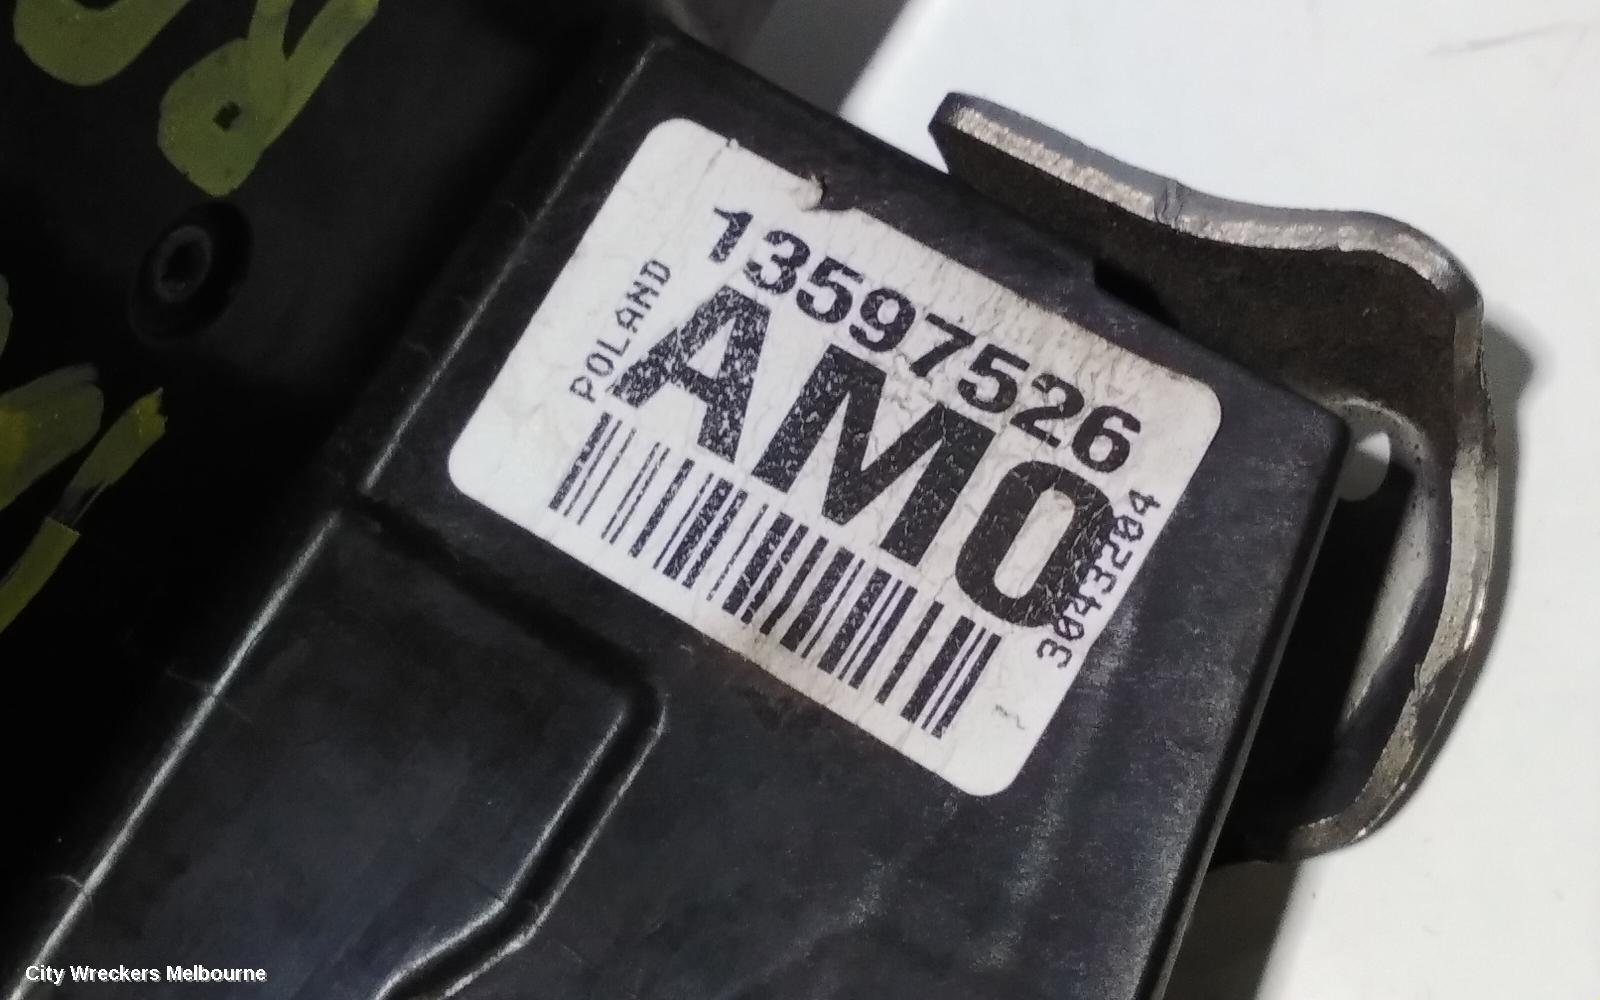 13597526
POLAND
AM0
3043204
City Wreckers Melbourne